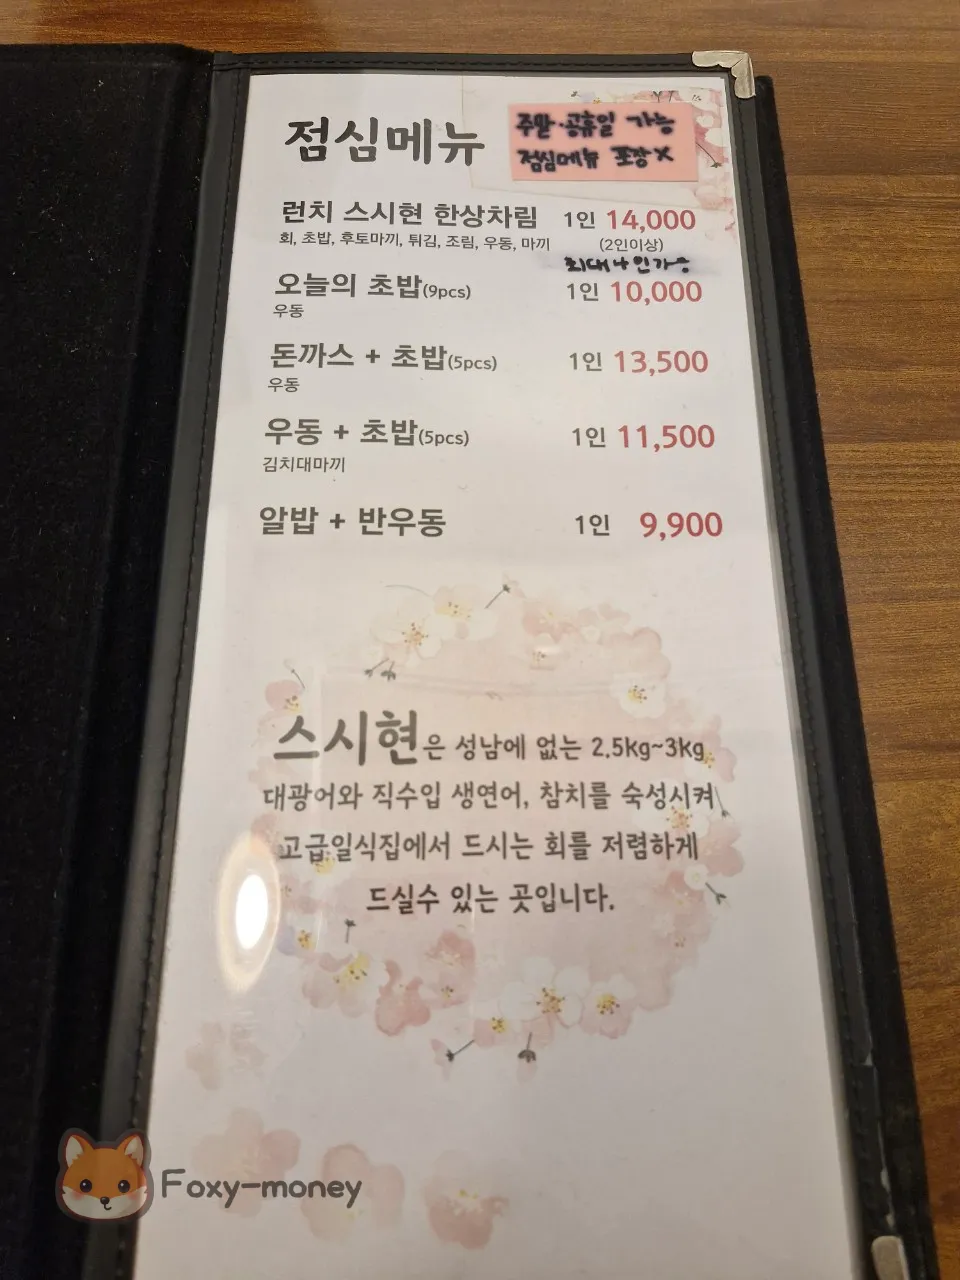 점심메뉴
주말·공휴일 가능
점심메뉴 포장X
런치 스시현 한상차림 1인 14,000
회, 초밥, 후토마끼, 튀김, 조림, 우동, 마끼 (2인이상)
최대 4인가능
오늘의 초밥(9pcs) 1인 10,000
우동
돈까스 + 초밥(5pcs) 1인 13,500
우동
우동 + 초밥(5pcs) 1인 11,500
김치대마끼
알밥 + 반우동 1인 9,900
스시현은 성남에 없는 2.5kg~3kg
대광어와 직수입 생연어, 참치를 숙성시켜
고급일식집에서 드시는 회를 저렴하게
드실수 있는 곳입니다.
Foxy-money